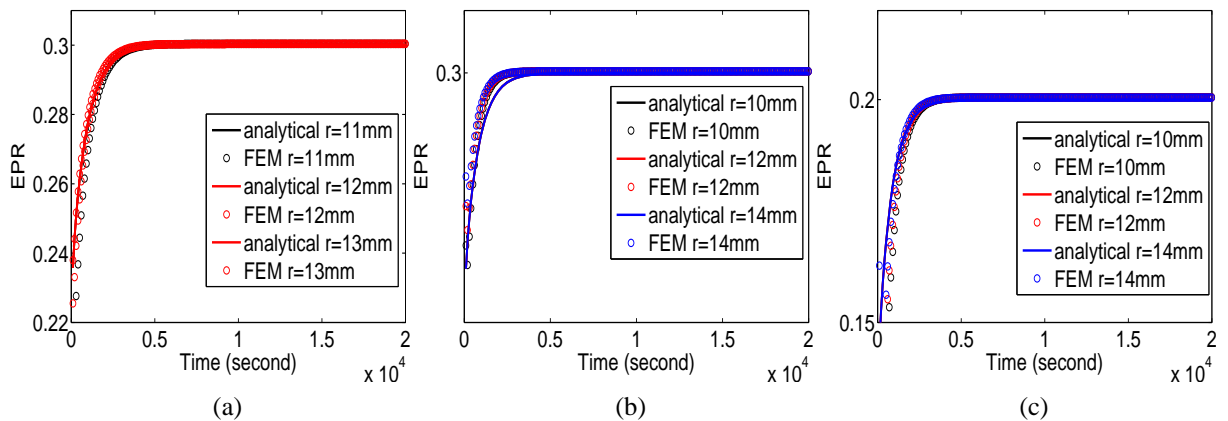 0.3
0.28
0.26
0.24
0.22
EPR
analytical r=11mm
FEM r=11mm
analytical r=12mm
FEM r=12mm
analytical r=13mm
FEM r=13mm
0 0.5 1 1.5 2
Time (second)
x 10^4
(a)
0.3
EPR
analytical r=10mm
FEM r=10mm
analytical r=12mm
FEM r=12mm
analytical r=14mm
FEM r=14mm
0 0.5 1 1.5 2
Time (second)
x 10^4
(b)
0.2
0.15
EPR
analytical r=10mm
FEM r=10mm
analytical r=12mm
FEM r=12mm
analytical r=14mm
FEM r=14mm
0 0.5 1 1.5 2
Time (second)
x 10^4
(c)